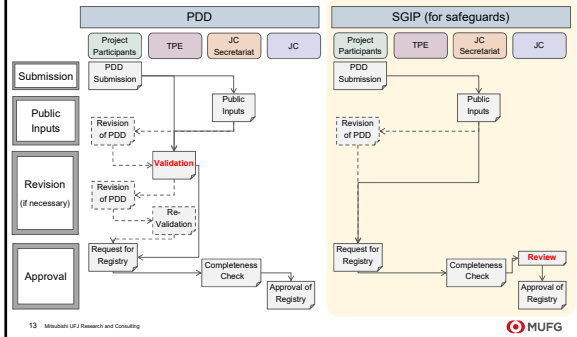 PDD
SGIP (for safeguards)
Project
Participants
TPE
JC
Secretariat
JC
Project
Participants
TPE
JC
Secretariat
JC
Submission
PDD
Submission
PDD
Submission
Public
Inputs
Public
Inputs
Public
Inputs
Revision
of PDD
Revision
of PDD
Revision
(if necessary)
Validation
Revision
of PDD
Re-
Validation
Approval
Request for
Registry
Completeness
Check
Approval of
Registry
Request for
Registry
Completeness
Check
Review
Approval of
Registry
13 Mitsubishi UFJ Research and Consulting
MUFG